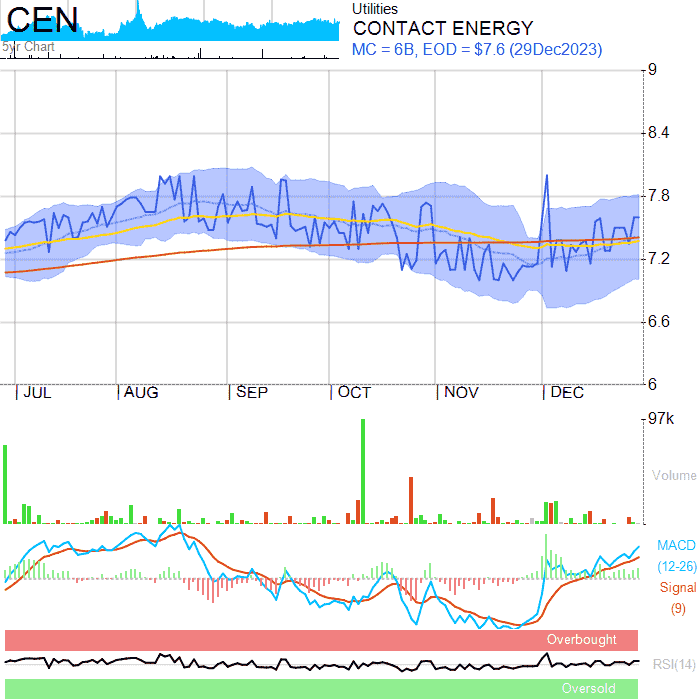 CEN
5yr Chart
Utilities
CONTACT ENERGY
MC = 6B, EOD = $7.6 (29Dec2023)
9
8.4
7.8
7.2
6.6
6
JUL AUG SEP OCT NOV DEC
97k
Volume
MACD
(12-26)
Signal
(9)
Overbought
RSI(14)
Oversold